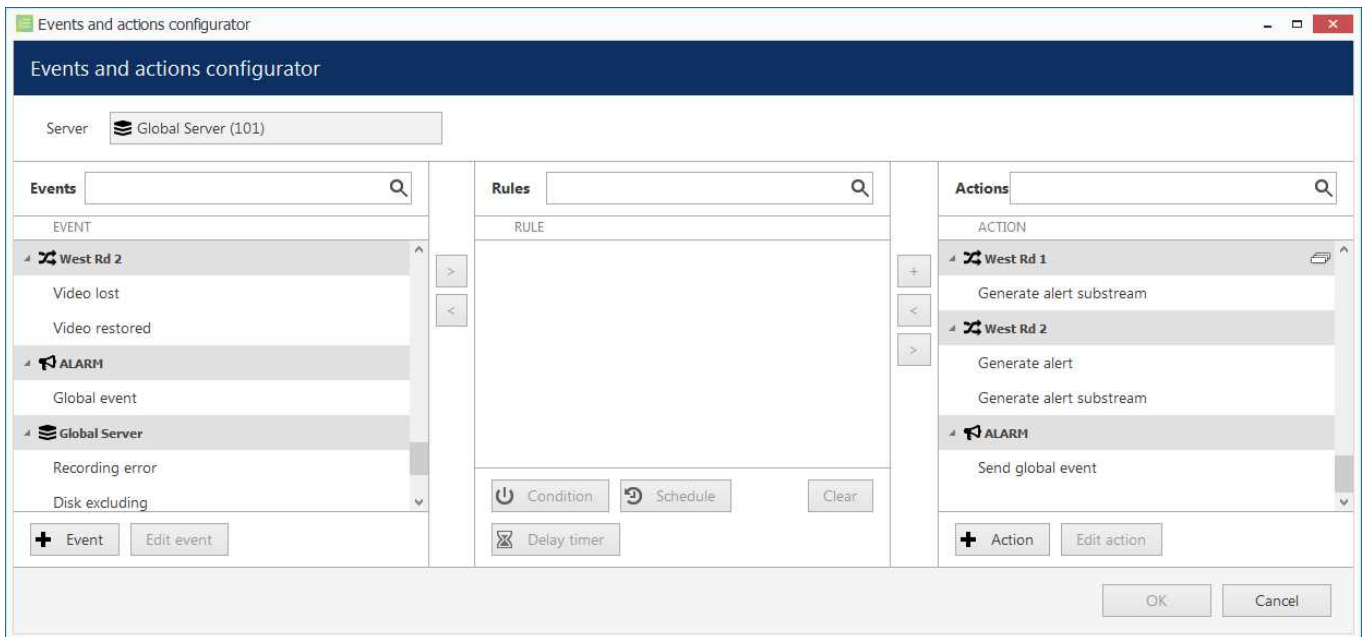 Events and actions configurator
Events and actions configurator
Server Global Server (101)
Events
EVENT
West Rd 2
Video lost
Video restored
ALARM
Global event
Global Server
Recording error
Disk excluding
+ Event Edit event
>
<
Rules
RULE
Condition Schedule Clear
Delay timer
+
<
>
Actions
ACTION
West Rd 1
Generate alert substream
West Rd 2
Generate alert
Generate alert substream
ALARM
Send global event
+ Action Edit action
OK Cancel